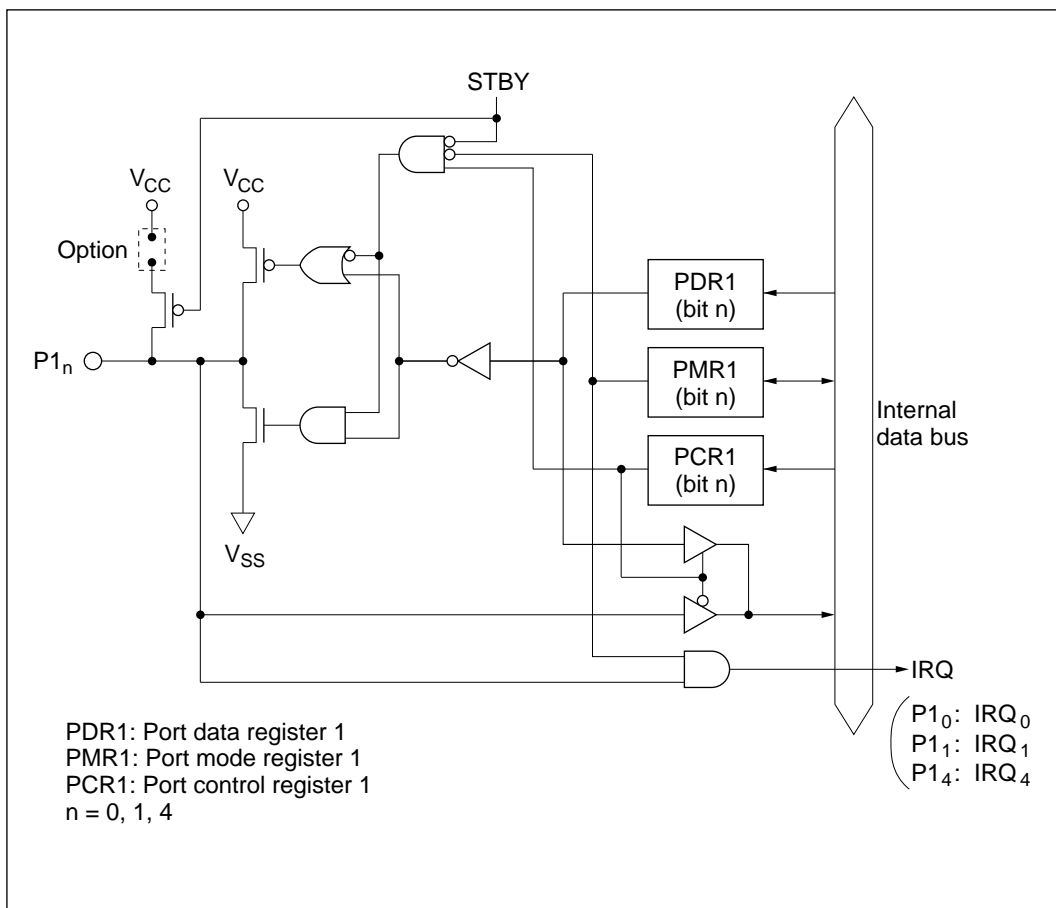 STBY
VCC
VCC
Option
P1n
VSS
PDR1
(bit n)
PMR1
(bit n)
PCR1
(bit n)
Internal
data bus
IRQ
P10: IRQ0
P11: IRQ1
P14: IRQ4
PDR1: Port data register 1
PMR1: Port mode register 1
PCR1: Port control register 1
n = 0, 1, 4